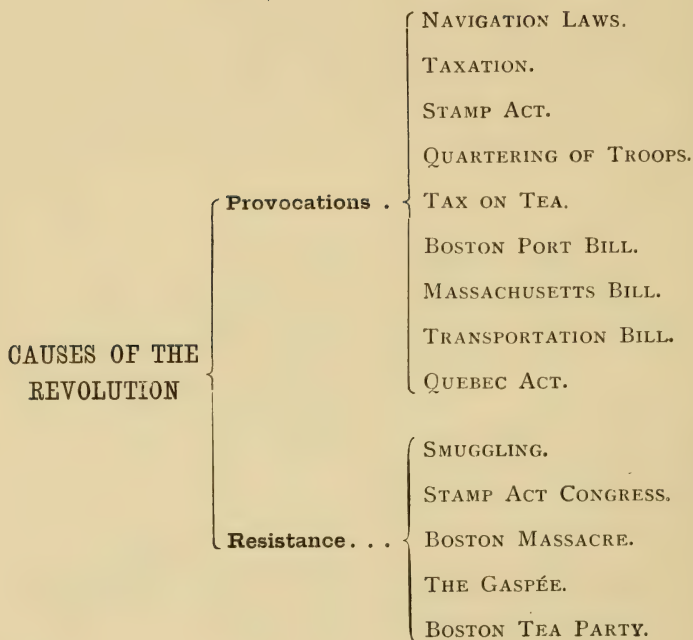 NAVIGATION LAWS.
TAXATION.
STAMP ACT.
QUARTERING OF TROOPS.
Provocations .
TAX ON TEA.
BOSTON PORT BILL.
MASSACHUSETTS BILL.
TRANSPORTATION BILL.
QUEBEC ACT.
CAUSES OF THE
REVOLUTION
SMUGGLING.
STAMP ACT CONGRESS.
Resistance. . .
BOSTON MASSACRE.
THE GASPÉE.
BOSTON TEA PARTY.